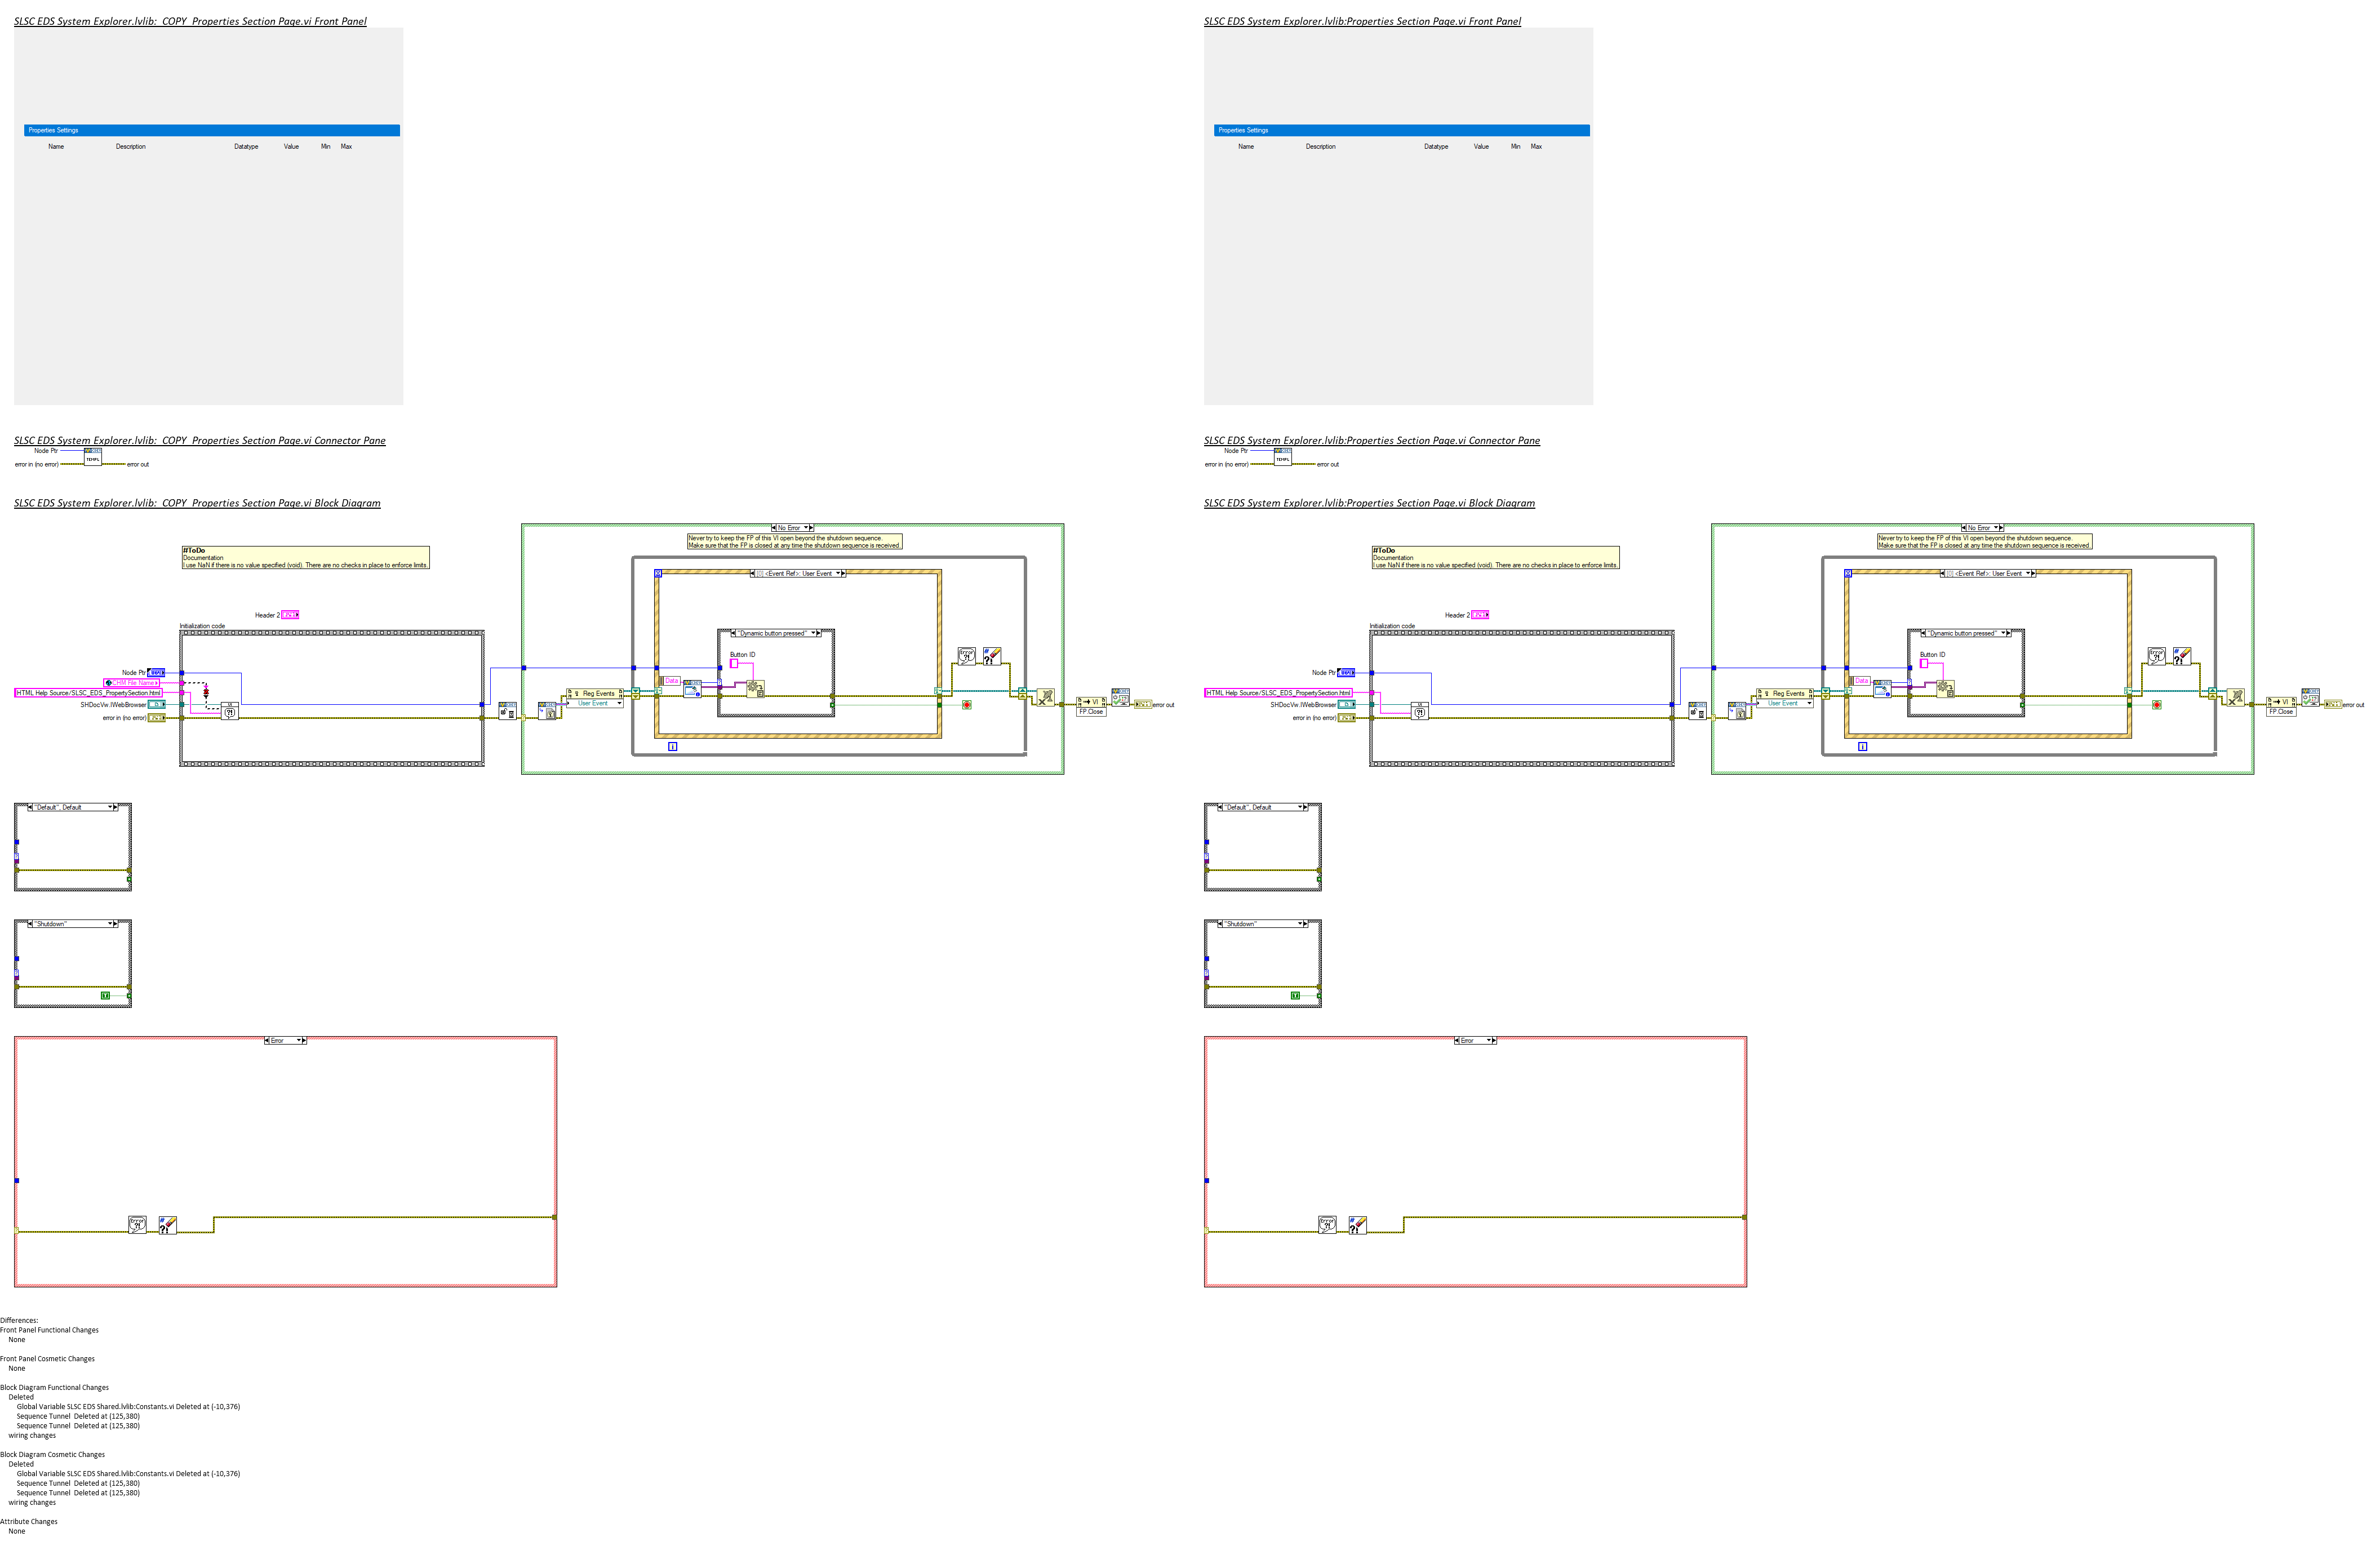 SLSC EDS System Explorer.lvlib:_COPY_Properties Section Page.vi Front Panel
Properties Settings
Name Description Datatype Value Min Max
SLSC EDS System Explorer.lvlib:_COPY_Properties Section Page.vi Connector Pane
Node Ptr
TEMPL
error in (no error) error out
SLSC EDS System Explorer.lvlib:_COPY_Properties Section Page.vi Block Diagram
No Error
Never try to keep the FP of this VI open beyond the shutdown sequence.
Make sure that the FP is closed at any time the shutdown sequence is received.
#ToDo
Documentation
I use NaN if there is no value specified (void). There are no checks in place to enforce limits.
[0] <Event Ref>: User Event
Header 2
Initialization code
"Dynamic button pressed"
Button ID
Error
Node Ptr
CHM File Name
Data
HTML Help Source/SLSC_EDS_PropertySection.html
Reg Events
SHDocVw.IWebBrowser
User Event
error in (no error)
VI
FP.Close
error out
i
"Default", Default
"Shutdown"
Error
Error
Differences:
Front Panel Functional Changes
None
Front Panel Cosmetic Changes
None
Block Diagram Functional Changes
Deleted
Global Variable SLSC EDS Shared.lvlib:Constants.vi Deleted at (-10,376)
Sequence Tunnel  Deleted at (125,380)
Sequence Tunnel  Deleted at (125,380)
wiring changes
Block Diagram Cosmetic Changes
Deleted
Global Variable SLSC EDS Shared.lvlib:Constants.vi Deleted at (-10,376)
Sequence Tunnel  Deleted at (125,380)
Sequence Tunnel  Deleted at (125,380)
wiring changes
Attribute Changes
None
SLSC EDS System Explorer.lvlib:Properties Section Page.vi Front Panel
Properties Settings
Name Description Datatype Value Min Max
SLSC EDS System Explorer.lvlib:Properties Section Page.vi Connector Pane
Node Ptr
TEMPL
error in (no error) error out
SLSC EDS System Explorer.lvlib:Properties Section Page.vi Block Diagram
No Error
Never try to keep the FP of this VI open beyond the shutdown sequence.
Make sure that the FP is closed at any time the shutdown sequence is received.
#ToDo
Documentation
I use NaN if there is no value specified (void). There are no checks in place to enforce limits.
[0] <Event Ref>: User Event
Header 2
Initialization code
"Dynamic button pressed"
Button ID
Error
Node Ptr
Data
HTML Help Source/SLSC_EDS_PropertySection.html
Reg Events
SHDocVw.IWebBrowser
User Event
error in (no error)
VI
FP.Close
error out
i
"Default", Default
"Shutdown"
Error
Error